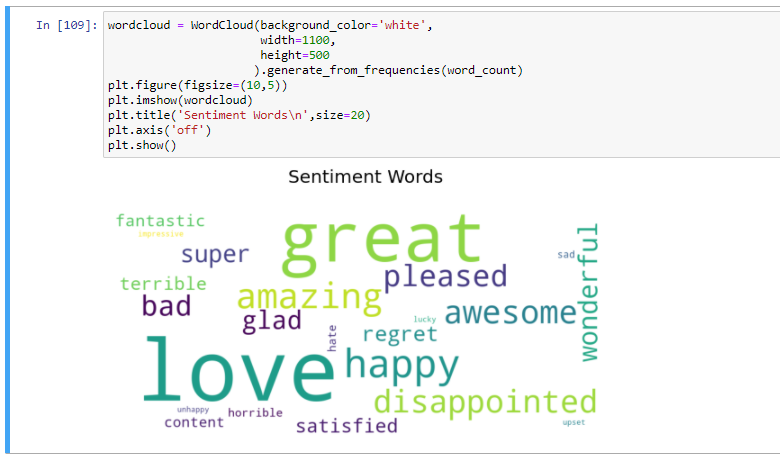 In [109]: wordcloud = WordCloud(background_color='white',
                      width=1100,
                      height=500
                     ).generate_from_frequencies(word_count)
plt.figure(figsize=(10,5))
plt.imshow(wordcloud)
plt.title('Sentiment Words\n',size=20)
plt.axis('off')
plt.show()
Sentiment Words
fantastic
impressive
great
super
sad
wonderful
pleased
terrible
amazing
bad
glad
lucky
awesome
hate
regret
love
happy
disappointed
unhappy
horrible
content
satisfied
upset